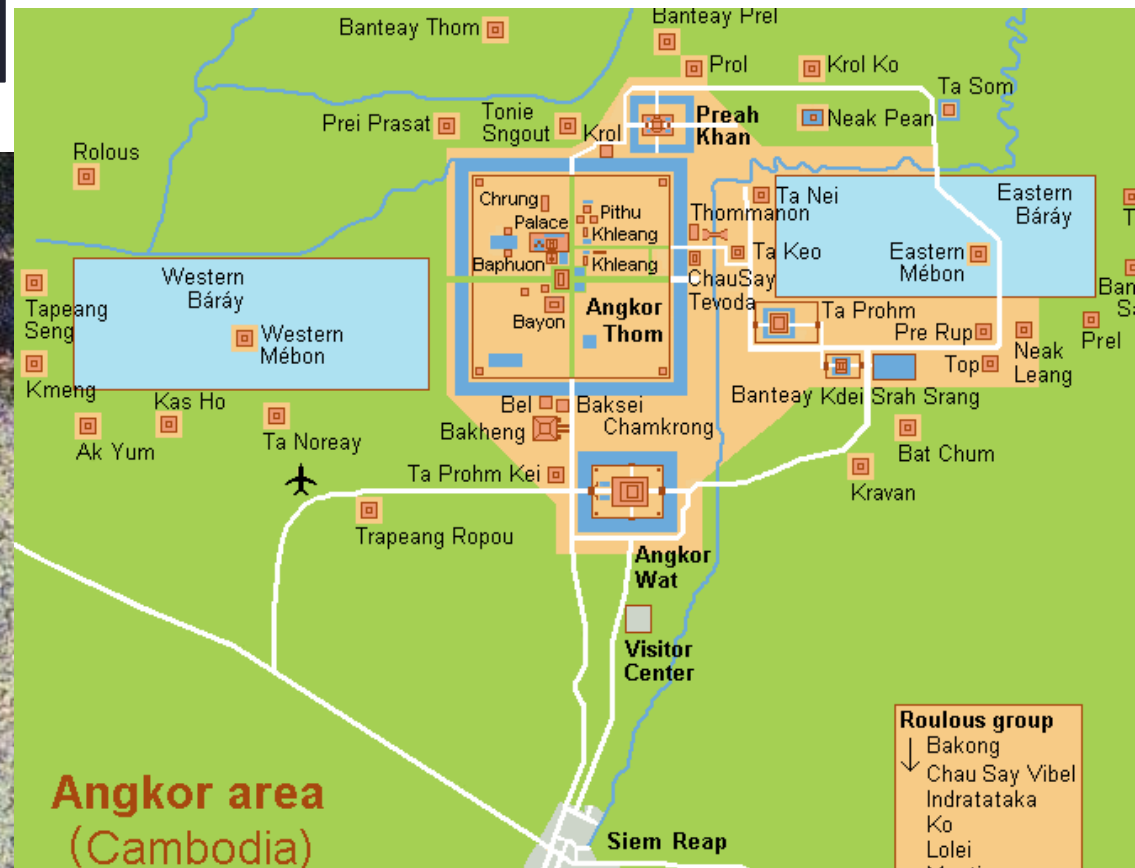 Banteay Prel
Banteay Thom
Prol
Krol Ko
Ta Som
Tonie
Sngout
Prei Prasat
Krol
Preah
Khan
Neak Pean
Rolous
Chrung
Palace
Pithu
Khleang
Thommanon
Ta Nei
Eastern
Báráy
Baphuon
Khleang
Ta Keo
Eastern
Mébon
Western
Báráy
ChauSay
Tevoda
Tapeang
Seng
Western
Mébon
Bayon
Angkor
Thom
Ta Prohm
Pre Rup
Neak
Leang
Prel
Kmeng
Kas Ho
Top
Banteay Kdei
Srah Srang
Bel
Baksei
Chamkrong
Bakheng
Ak Yum
Ta Noreay
Bat Chum
Ta Prohm Kei
Kravan
Trapeang Ropou
Angkor
Wat
Visitor
Center
Roulous group
↓ Bakong
Chau Say Vibel
Indratataka
Ko
Lolei
Angkor area
(Cambodia)
Siem Reap